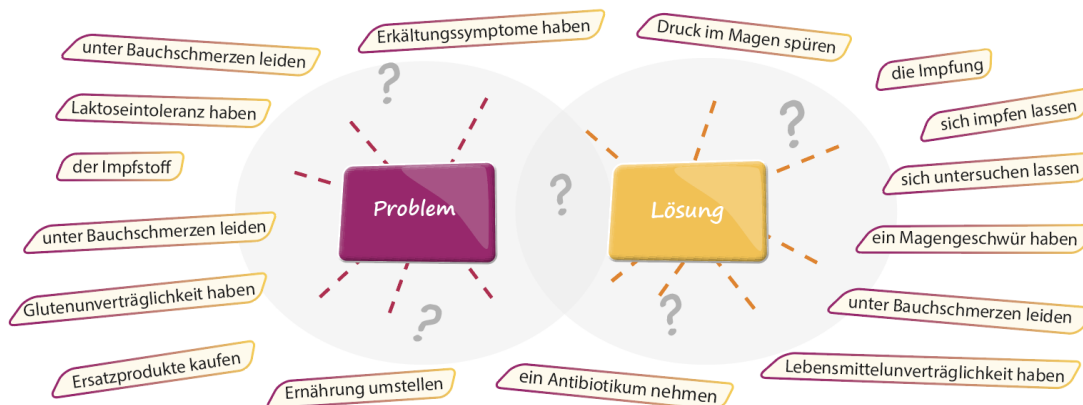 Erkältungssymptome haben
Druck im Magen spüren
unter Bauchschmerzen leiden
die Impfung
Laktoseintoleranz haben
sich impfen lassen
der Impfstoff
sich untersuchen lassen
?
?
?
Problem
Lösung
unter Bauchschmerzen leiden
ein Magengeschwür haben
Glutenunverträglichkeit haben
unter Bauchschmerzen leiden
?
?
Ersatzprodukte kaufen
Ernährung umstellen
ein Antibiotikum nehmen
Lebensmittelunverträglichkeit haben